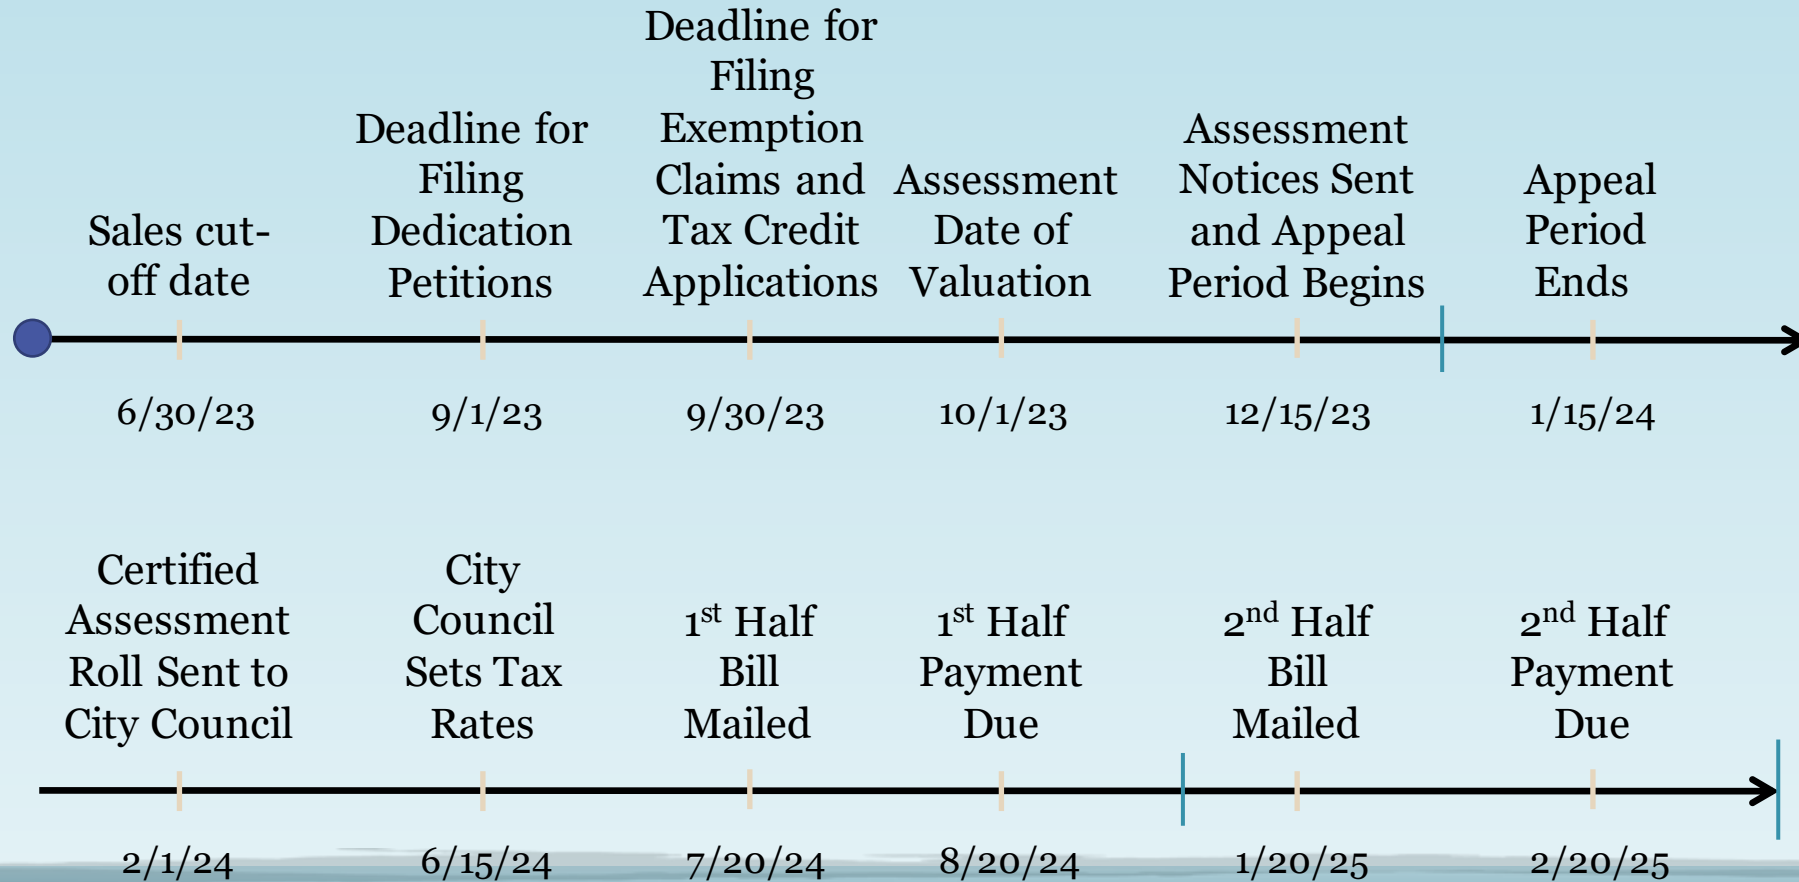 Sales cut-
off date
Deadline for
Filing
Dedication
Petitions
Deadline for
Filing
Exemption
Claims and
Tax Credit
Applications
Assessment
Date of
Valuation
Assessment
Notices Sent
and Appeal
Period Begins
Appeal
Period
Ends
6/30/23
9/1/23
9/30/23
10/1/23
12/15/23
1/15/24
Certified
Assessment
Roll Sent to
City Council
City
Council
Sets Tax
Rates
1st Half
Bill
Mailed
1st Half
Payment
Due
2nd Half
Bill
Mailed
2nd Half
Payment
Due
2/1/24
6/15/24
7/20/24
8/20/24
1/20/25
2/20/25